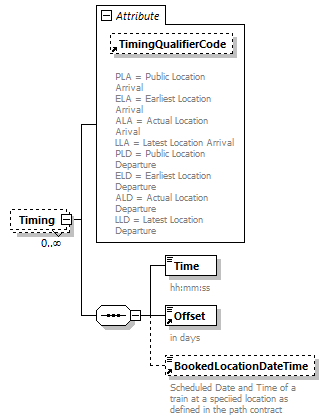 Attribute
TimingQualifierCode
PLA = Public Location
Arrival
ELA = Earliest Location
Arrival
ALA = Actual Location
Arival
LLA = Latest Location Arrival
PLD = Public Location
Departure
ELD = Earliest Location
Departure
ALD = Actual Location
Departure
LLD = Latest Location
Departure
Timing
0..∞
Time
hh:mm:ss
Offset
in days
BookedLocationDateTime
Scheduled Date and Time of a
train at a speciied location as
defined in the path contract